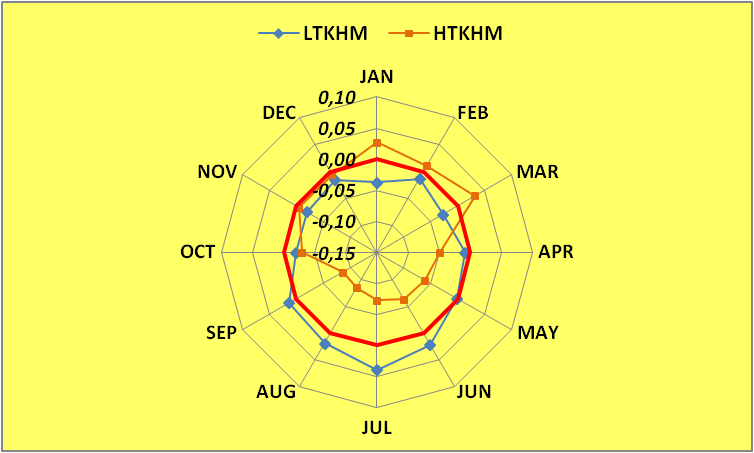 LTKHM HTKHM
JAN
0,10
DEC FEB
0,05
0,00
NOV MAR
-0,05
-0,10
OCT -0,15 APR
SEP MAY
AUG JUN
JUL